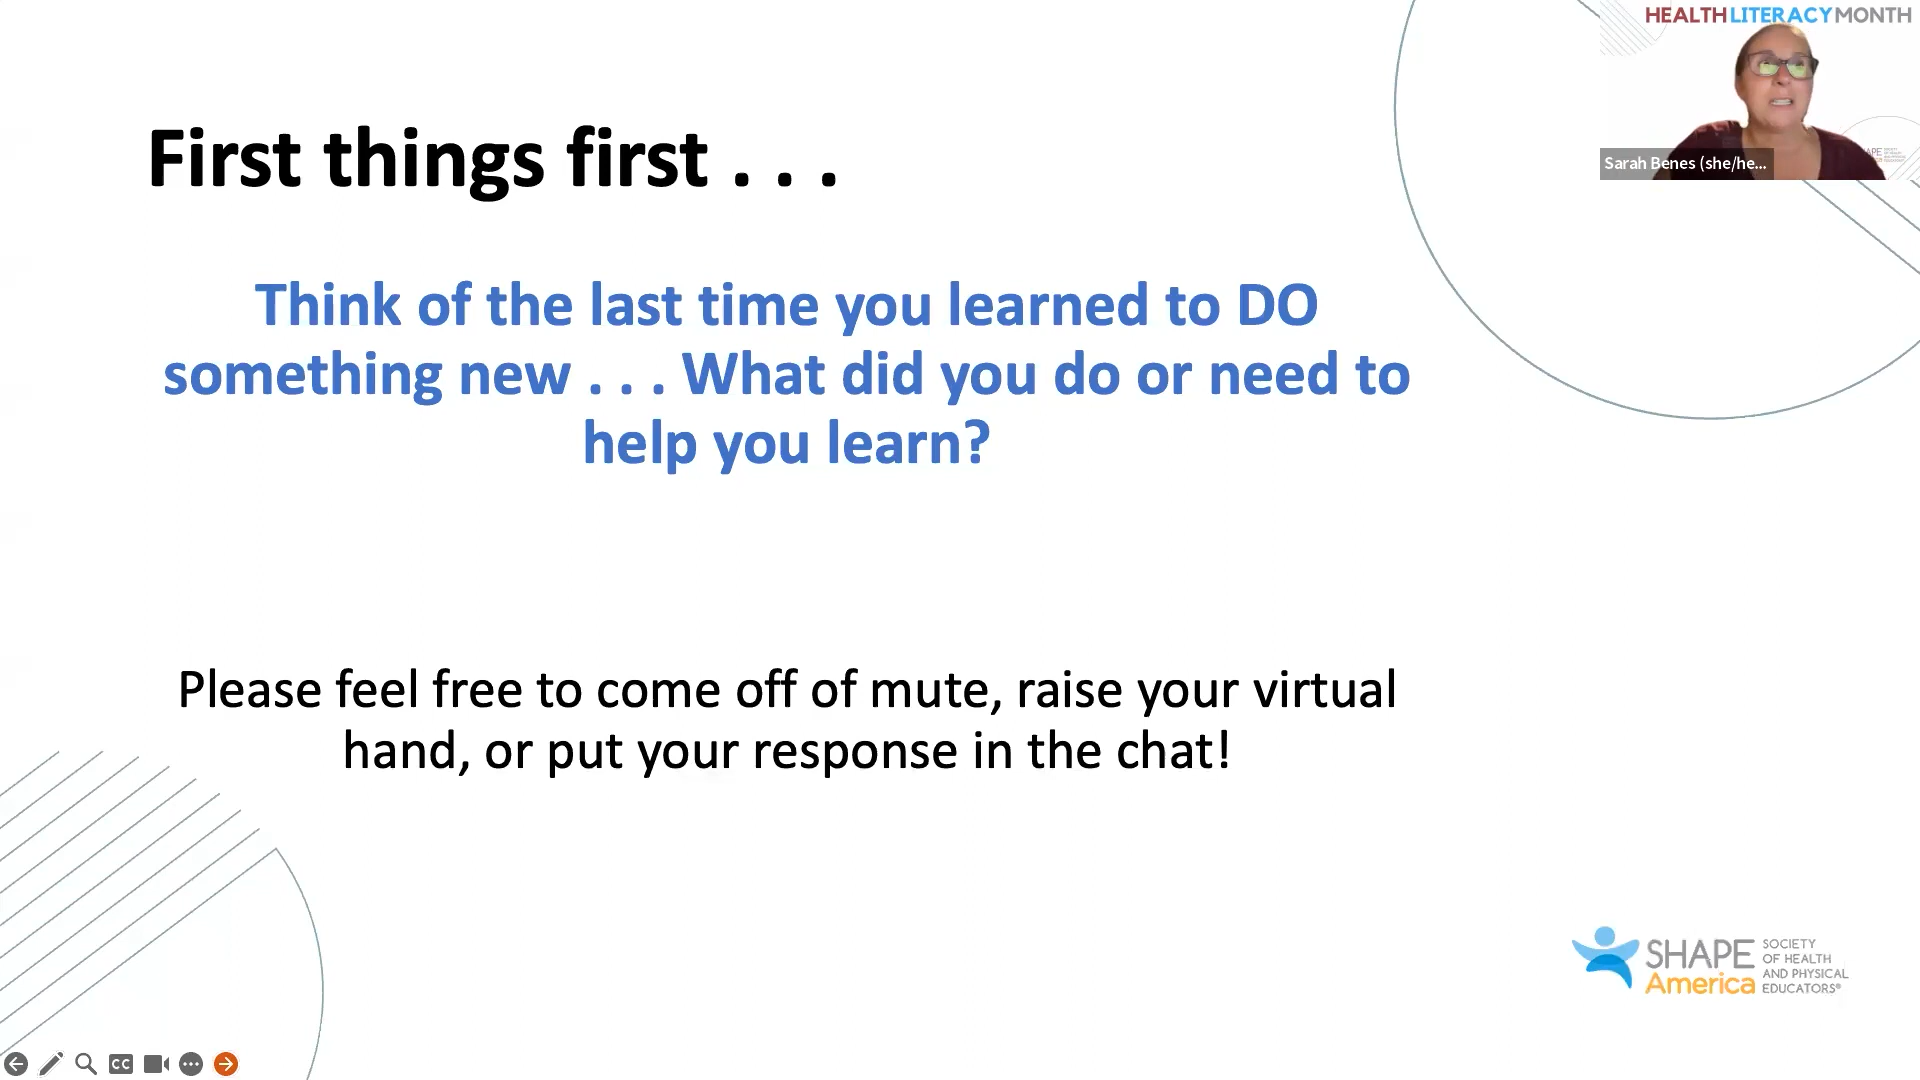 HEALTHLITERACYMONTH
Sarah Benes (she/he...
First things first . . .
Think of the last time you learned to DO
something new . . . What did you do or need to
help you learn?
Please feel free to come off of mute, raise your virtual
hand, or put your response in the chat!
SHAPE
America
SOCIETY
OF HEALTH
AND PHYSICAL
EDUCATORS®
CC